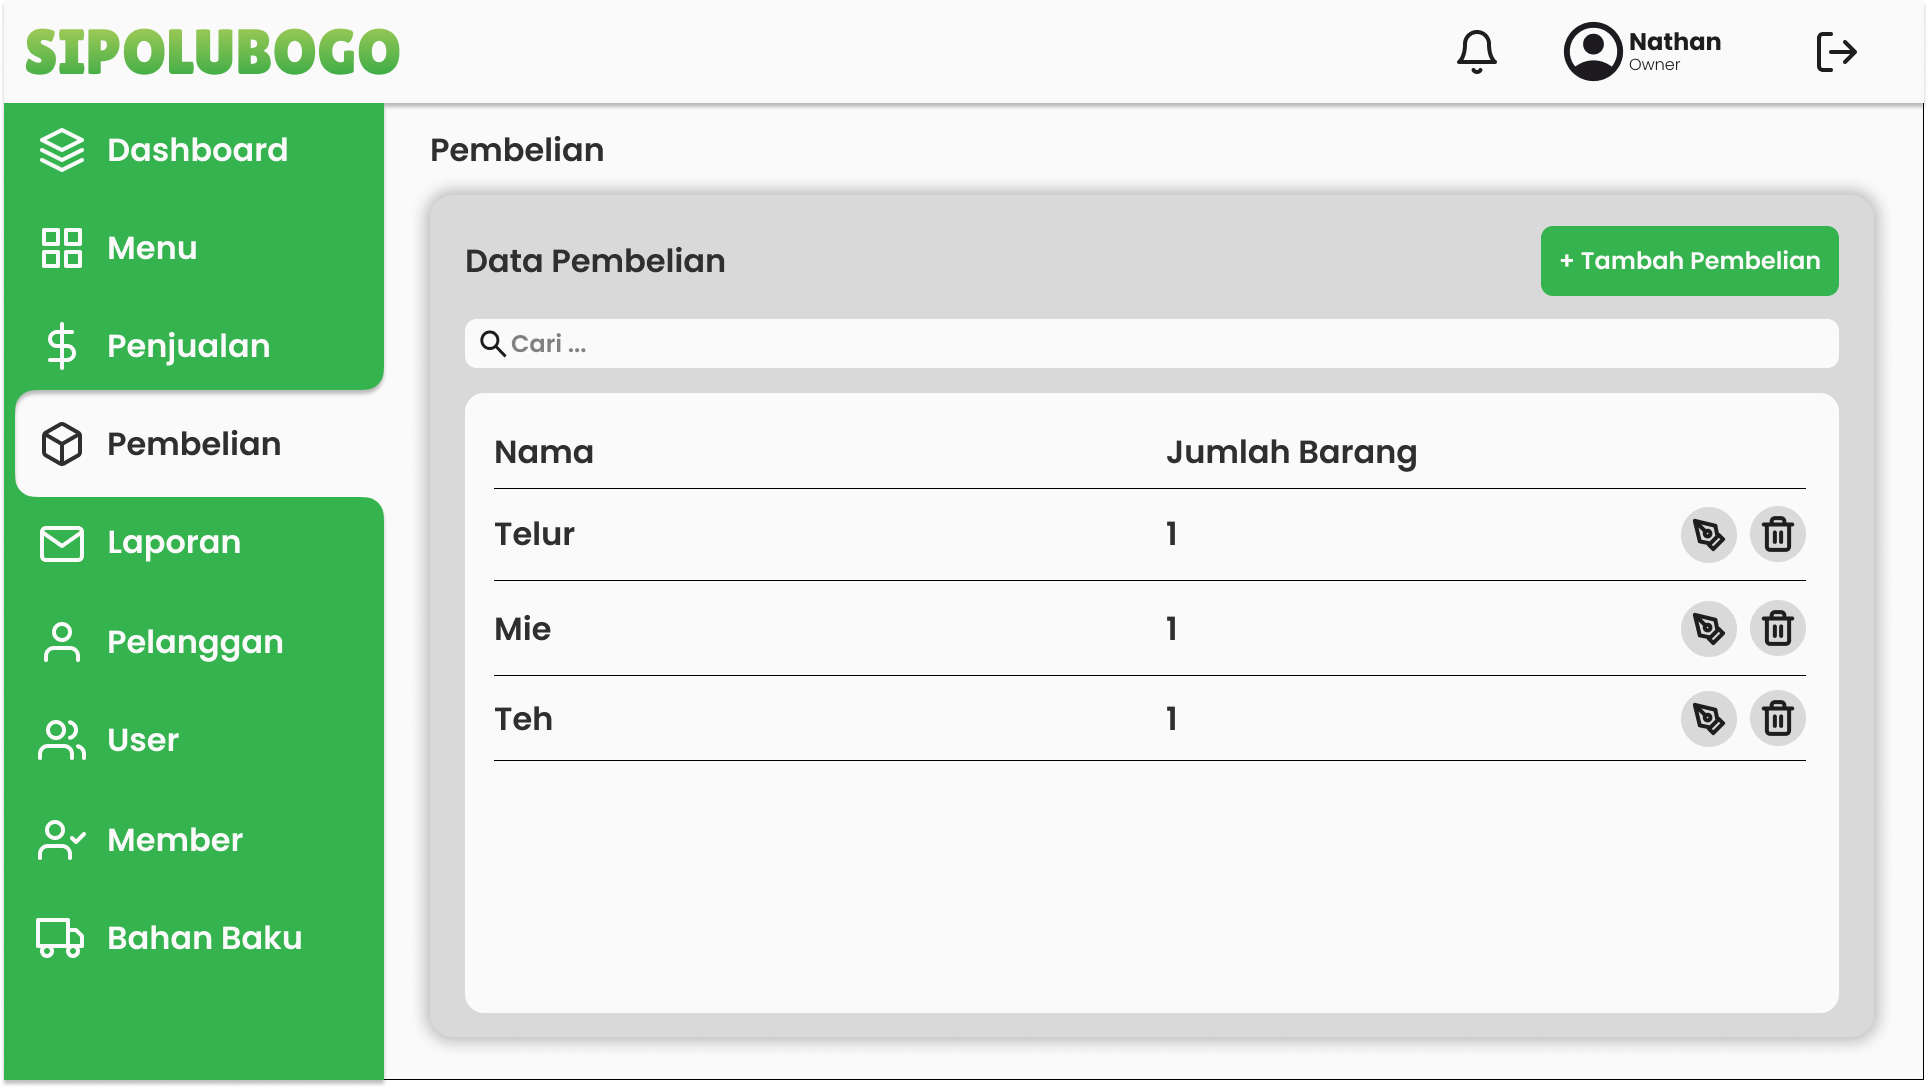 SIPOLUBOGO
Nathan
Owner
Dashboard
Menu
Penjualan
Pembelian
Laporan
Pelanggan
User
Member
Bahan Baku
Pembelian
Data Pembelian
+ Tambah Pembelian
Cari ...
Nama Jumlah Barang
Telur 1
Mie 1
Teh 1